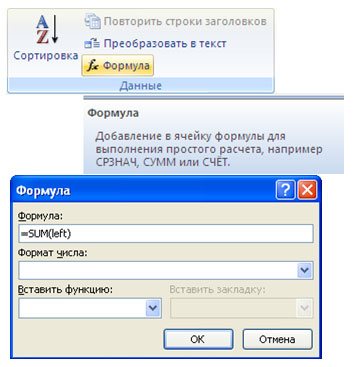 А
Я
Сортировка
Повторить строки заголовков
Преобразовать в текст
fx Формула
Данные
Формула
Добавление в ячейку формулы для
выполнения простого расчета, например
СРЗНАЧ, СУММ или СЧЁТ.
Формула
Формула:
=SUM(left)
Формат числа:
Вставить функцию:
Вставить закладку:
ОК
Отмена